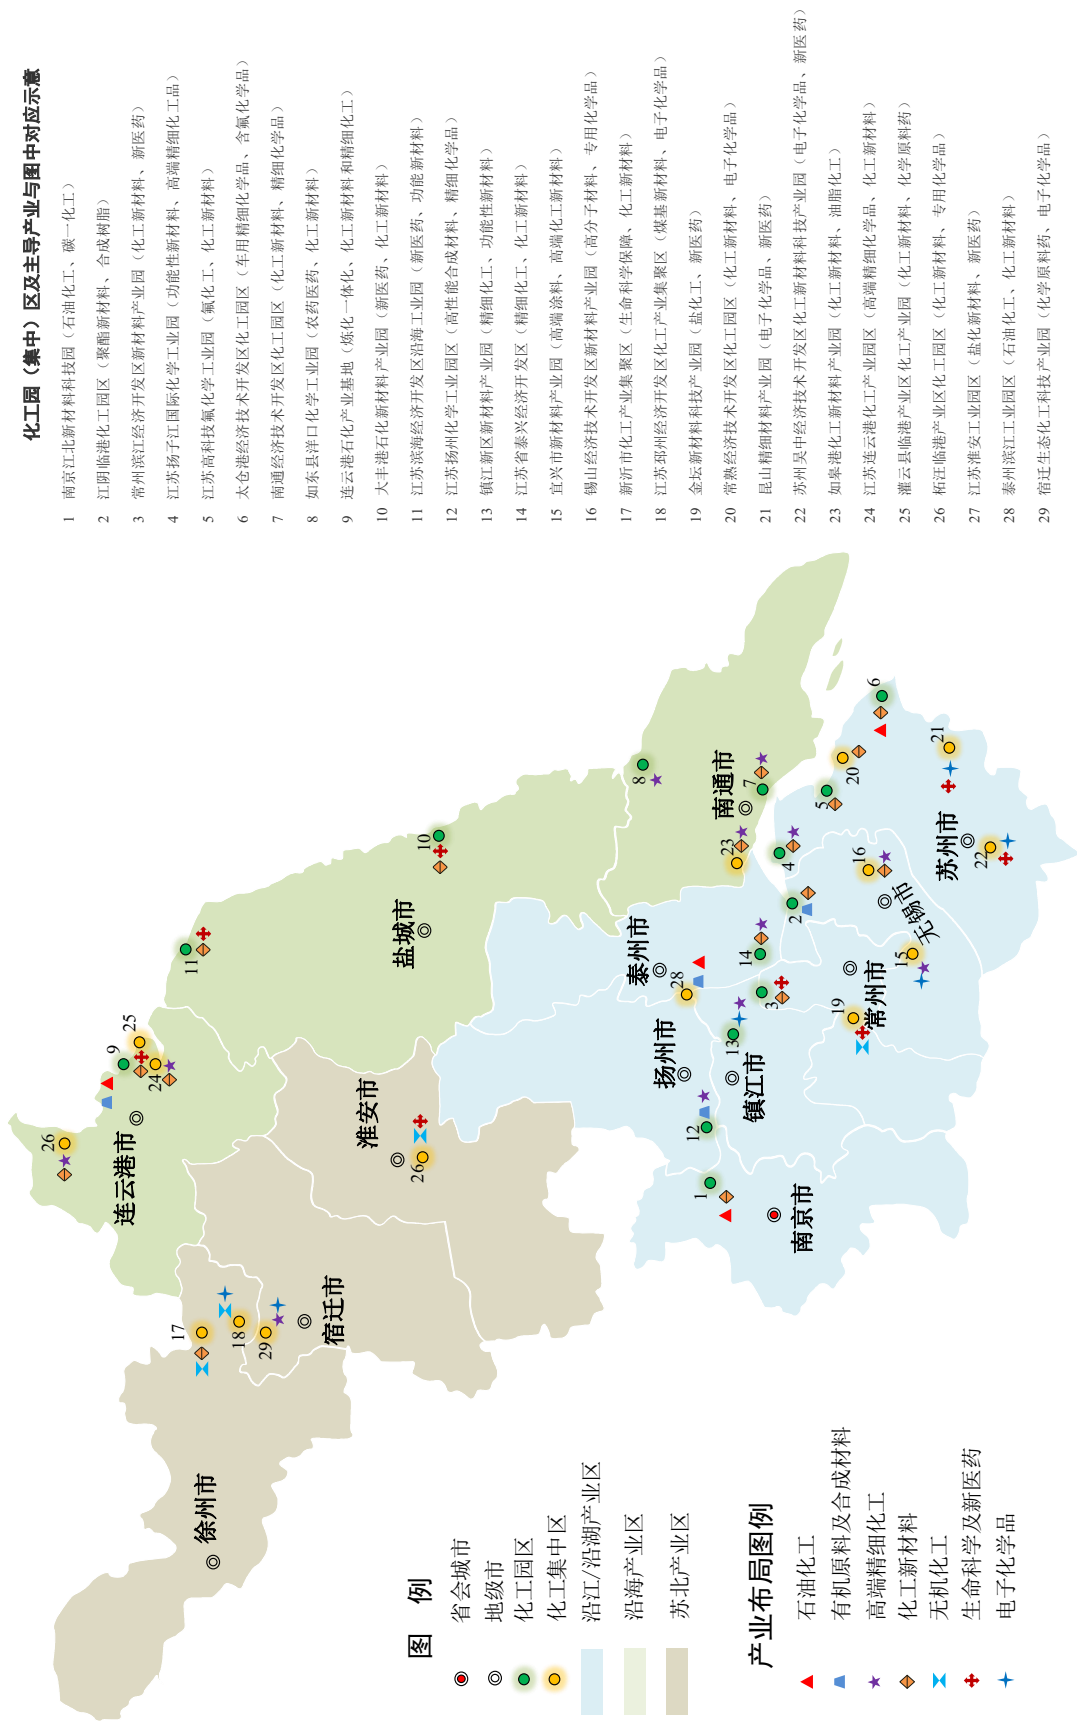 化工园（集中）区及主导产业与图中对应示意
1 南京江北新材料科技园（石油化工、碳一化工）
2 江阴临港化工园区（聚酯新材料、合成树脂）
3 常州滨江经济开发区新材料产业园（化工新材料、新医药）
4 江苏扬子江国际化学工业园（功能性新材料、高端精细化工品）
5 江苏高科技氟化学工业园（氟化工、化工新材料）
6 太仓港经济技术开发区化工园区（车用精细化学品、含氟化学品）
7 南通经济技术开发区化工园区（化工新材料、精细化学品）
8 如东县洋口化学工业园（农药医药、化工新材料）
9 连云港石化产业基地（炼化一体化、化工新材料和精细化工）
10 大丰港石化新材料产业园（新医药、化工新材料）
11 江苏滨海经济开发区沿海工业园（新医药、功能新材料）
12 江苏扬州化学工业园区（高性能合成材料、精细化学品）
13 镇江新区新材料产业园（精细化工、功能性新材料）
14 江苏省泰兴经济开发区（精细化工、化工新材料）
15 宜兴市新材料产业园（高端涂料、高端化工新材料）
16 锡山经济技术开发区新材料产业园（高分子材料、专用化学品）
17 新沂市化工产业集聚区（生命科学保障、化工新材料）
18 江苏邳州经济开发区化工产业集聚区（煤基新材料、电子化学品）
19 金坛新材料科技产业园（盐化工、新医药）
20 常熟经济技术开发区化工园区（化工新材料、电子化学品）
21 昆山精细材料产业园（电子化学品、新医药）
22 苏州吴中经济技术开发区化工新材料科技产业园（电子化学品、新医药）
23 如皋港化工新材料产业园（化工新材料、油脂化工）
24 江苏连云港化工产业园区（高端精细化学品、化工新材料）
25 灌云县临港产业区化工产业园（化工新材料、化学原料药）
26 柘汪临港产业区化工园区（化工新材料、专用化学品）
27 江苏淮安工业园区（盐化新材料、新医药）
28 泰州滨江工业园区（石油化工、化工新材料）
29 宿迁生态化工科技产业园（化学原料药、电子化学品）
26
9
25
24
连云港市
11
17
18
29
徐州市
宿迁市
淮安市
26
盐城市
10
8
泰州市
28
扬州市
12
1
南京市
13
镇江市
14
3
23
南通市
7
4
2
5
20
6
16
无锡市
15
常州市
19
苏州市
22
21
图 例
省会城市
地级市
化工园区
化工集中区
沿江/沿湖产业区
沿海产业区
苏北产业区
产业布局图例
石油化工
有机原料及合成材料
高端精细化工
化工新材料
无机化工
生命科学及新医药
电子化学品